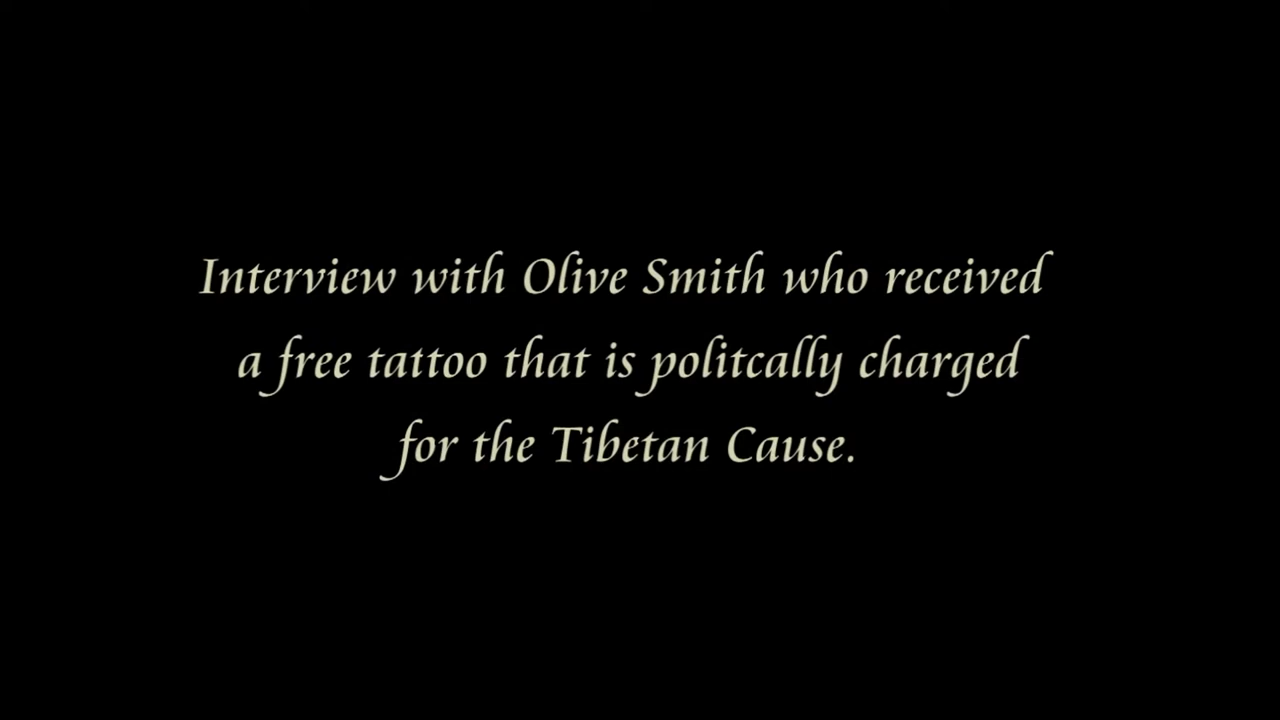 Interview with Olive Smith who received
a free tattoo that is politcally charged
for the Tibetan Cause.